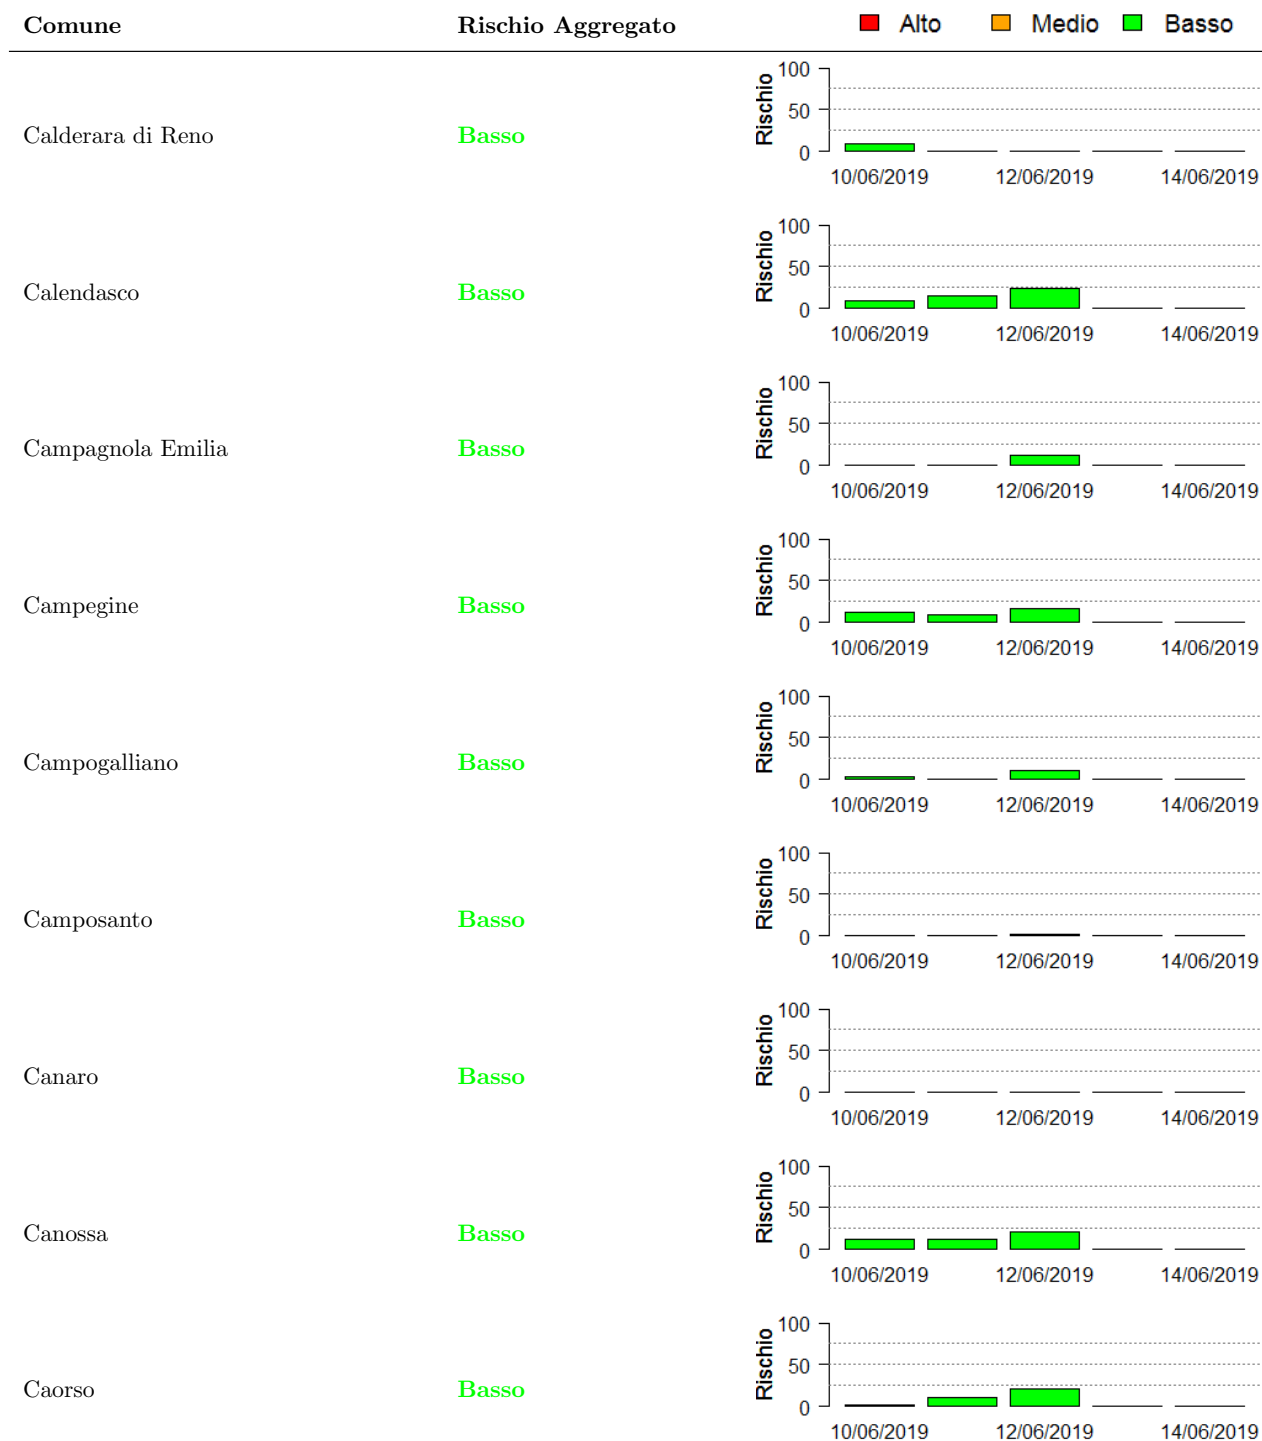 Comune Rischio Aggregato Alto Medio Basso
100
50
0
Rischio
Calderara di Reno Basso
10/06/2019 12/06/2019 14/06/2019
100
50
0
Rischio
Calendasco Basso
10/06/2019 12/06/2019 14/06/2019
100
50
0
Rischio
Campagnola Emilia Basso
10/06/2019 12/06/2019 14/06/2019
100
50
0
Rischio
Campegine Basso
10/06/2019 12/06/2019 14/06/2019
100
50
0
Rischio
Campogalliano Basso
10/06/2019 12/06/2019 14/06/2019
100
50
0
Rischio
Camposanto Basso
10/06/2019 12/06/2019 14/06/2019
100
50
0
Rischio
Canaro Basso
10/06/2019 12/06/2019 14/06/2019
100
50
0
Rischio
Canossa Basso
10/06/2019 12/06/2019 14/06/2019
100
50
0
Rischio
Caorso Basso
10/06/2019 12/06/2019 14/06/2019